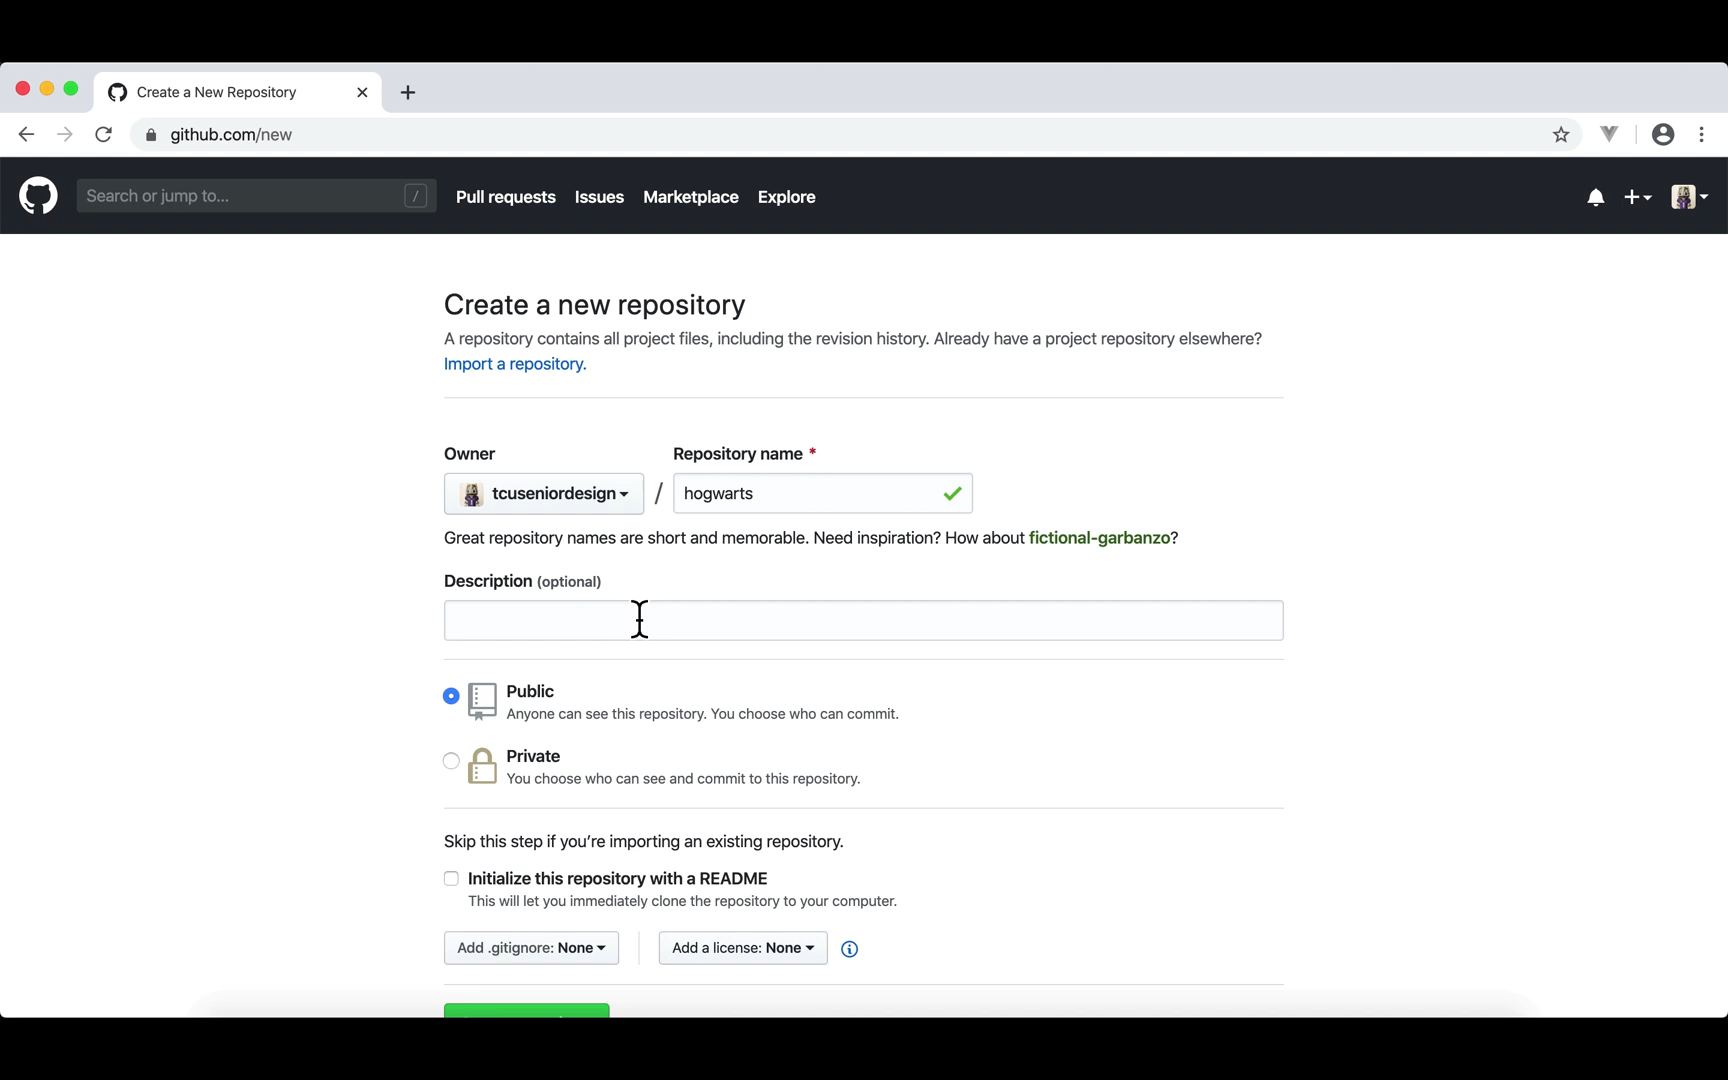 Create a New Repository
github.com/new
Search or jump to...
/
Pull requests
Issues
Marketplace
Explore
Create a new repository
A repository contains all project files, including the revision history. Already have a project repository elsewhere?
Import a repository.
Owner
Repository name *
tcuseniordesign
/
hogwarts
Great repository names are short and memorable. Need inspiration? How about fictional-garbanzo?
Description (optional)
Public
Anyone can see this repository. You choose who can commit.
Private
You choose who can see and commit to this repository.
Skip this step if you’re importing an existing repository.
Initialize this repository with a README
This will let you immediately clone the repository to your computer.
Add .gitignore: None
Add a license: None